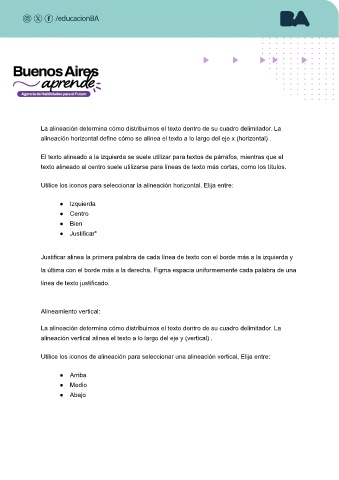 /educacionBA
BA
Buenos Aires
aprende
Agencia de Habilidades para el Futuro
La alineación determina cómo distribuimos el texto dentro de su cuadro delimitador. La
alineación horizontal define cómo se alinea el texto a lo largo del eje x (horizontal) .
El texto alineado a la izquierda se suele utilizar para textos de párrafos, mientras que el
texto alineado al centro suele utilizarse para líneas de texto más cortas, como los títulos.
Utilice los iconos para seleccionar la alineación horizontal. Elija entre:
● Izquierda
● Centro
● Bien
● Justificar*
Justificar alinea la primera palabra de cada línea de texto con el borde más a la izquierda y
la última con el borde más a la derecha. Figma espacia uniformemente cada palabra de una
línea de texto justificado.
Alineamiento vertical:
La alineación determina cómo distribuimos el texto dentro de su cuadro delimitador. La
alineación vertical alinea el texto a lo largo del eje y (vertical) .
Utilice los iconos de alineación para seleccionar una alineación vertical. Elija entre:
● Arriba
● Medio
● Abajo